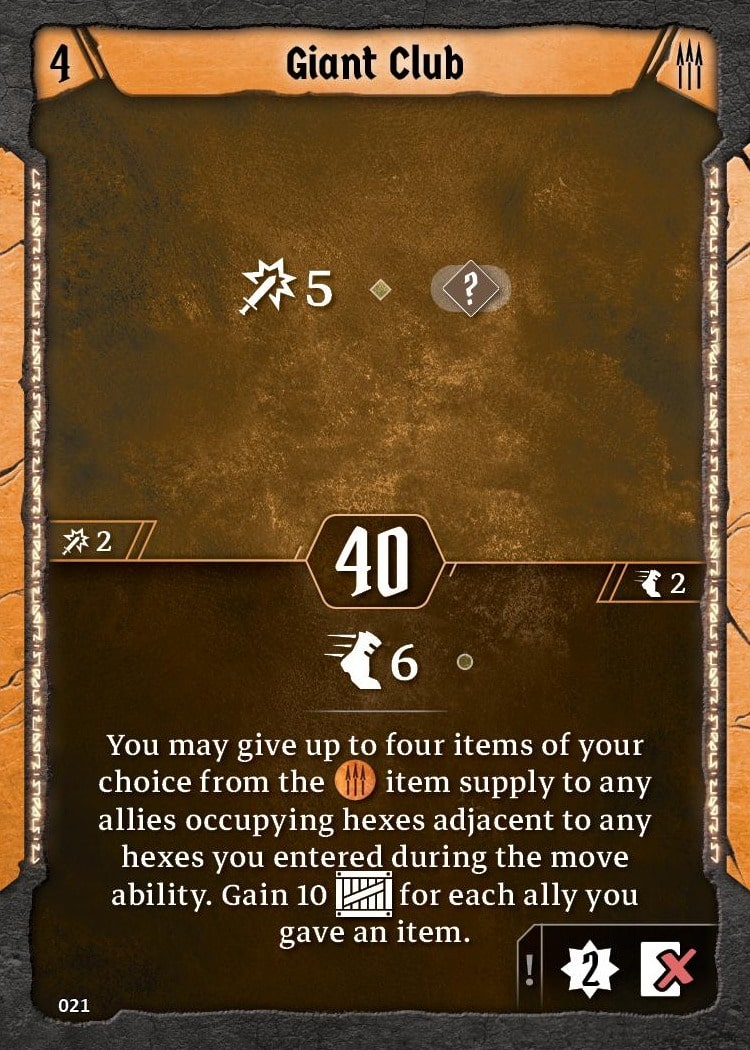 4
Giant Club
5
?
2
40
2
6
You may give up to four items of your
choice from the item supply to any
allies occupying hexes adjacent to any
hexes you entered during the move
ability. Gain 10 for each ally you
gave an item.
! 2
021